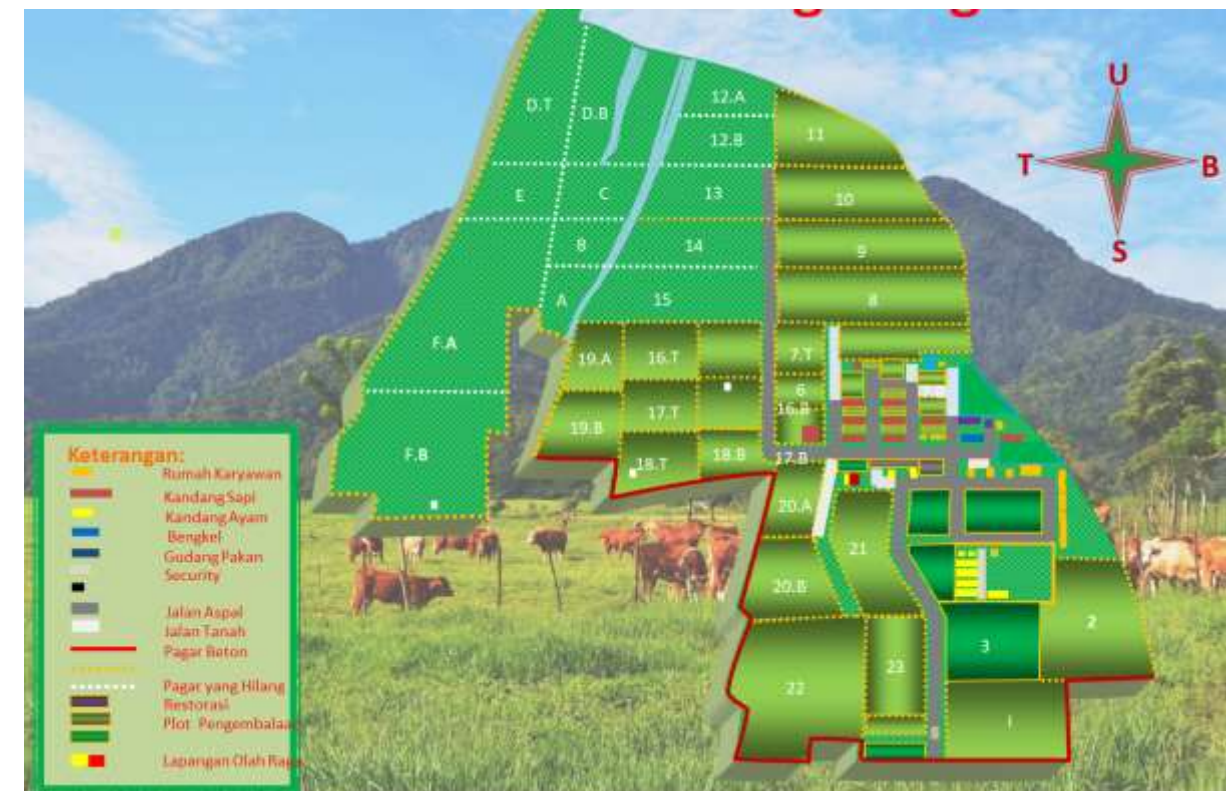 U
T
B
S
D.T
D.B
12.A
12.B
11
E
C
13
10
B
14
9
A
15
8
F.A
19.A
16.T
7.T
6
16.B
19.B
17.T
F.B
18.T
18.B
17.B
20.A
21
20.B
2
3
22
23
1
Keterangan:
Rumah Karyawan
Kandang Sapi
Kandang Ayam
Bengkel
Gudang Pakan
Security
Jalan Aspal
Jalan Tanah
Pagar Beton
Pagar yang Hilang
Restorasi
Plot Pengembalaa
Lapangan Olah Raga